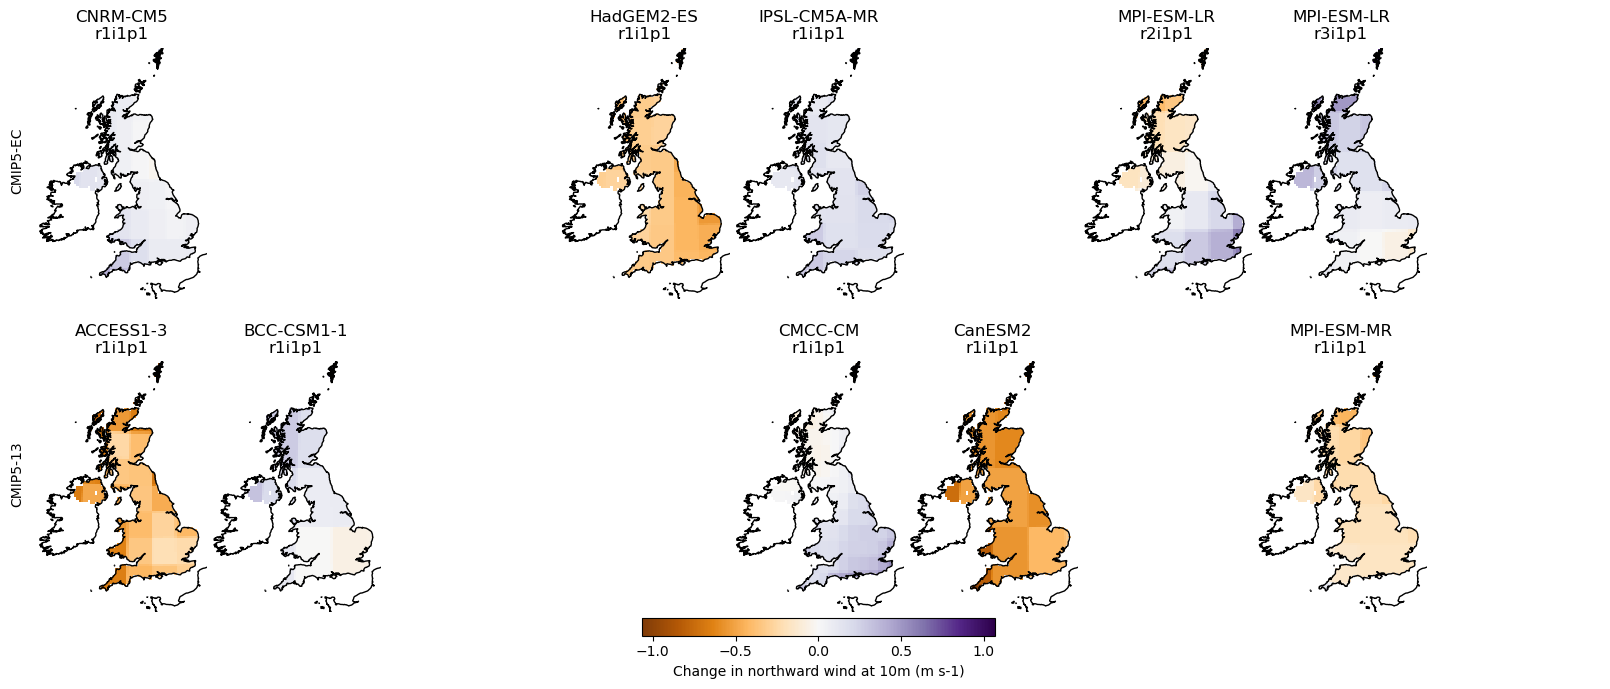 CNRM-CM5
r1i1p1
HadGEM2-ES
r1i1p1
IPSL-CM5A-MR
r1i1p1
MPI-ESM-LR
r2i1p1
MPI-ESM-LR
r3i1p1
CMIP5-EC
ACCESS1-3
r1i1p1
BCC-CSM1-1
r1i1p1
CMCC-CM
r1i1p1
CanESM2
r1i1p1
MPI-ESM-MR
r1i1p1
CMIP5-13
−1.0 −0.5 0.0 0.5 1.0
Change in northward wind at 10m (m s-1)